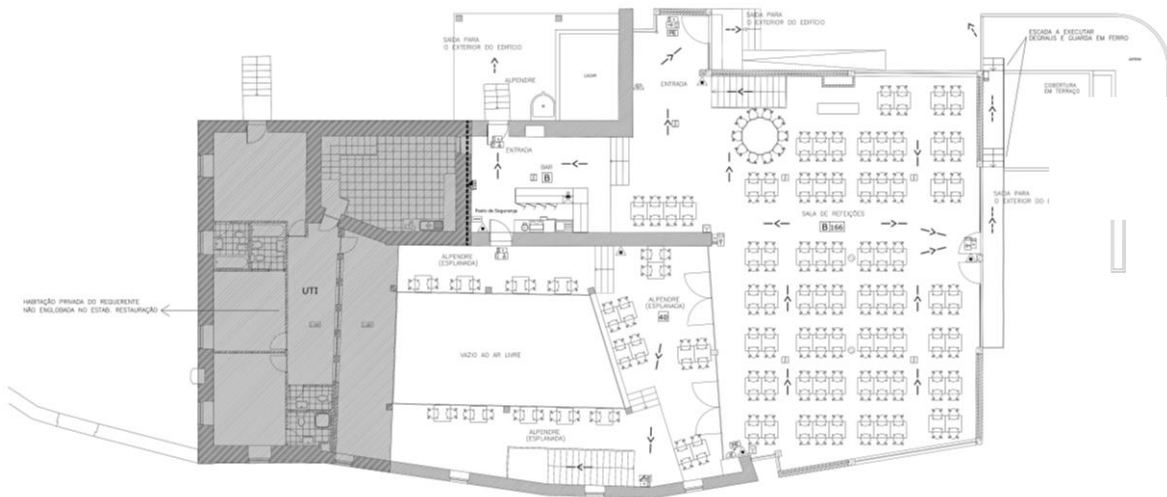 SAÍDA PARA
O EXTERIOR DO EDIFÍCIO
SAÍDA PARA
O EXTERIOR DO EDIFÍCIO
ESCADA A EXECUTAR
DEGRAUS E GUARDA EM FERRO
ALPENDRE
LAGAR
ENTRADA
COBERTURA
EM TERRAÇO
ENTRADA
BAR
B
Posto de Segurança
SALA DE REFEIÇÕES
B 166
SAÍDA PARA
O EXTERIOR DO
ALPENDRE
(ESPLANADA)
UTI
ALPENDRE
(ESPLANADA)
40
HABITAÇÃO PRIVADA DO REQUERENTE
NÃO ENGLOBADA NO ESTAB. RESTAURAÇÃO
VAZIO AO AR LIVRE
ALPENDRE
(ESPLANADA)